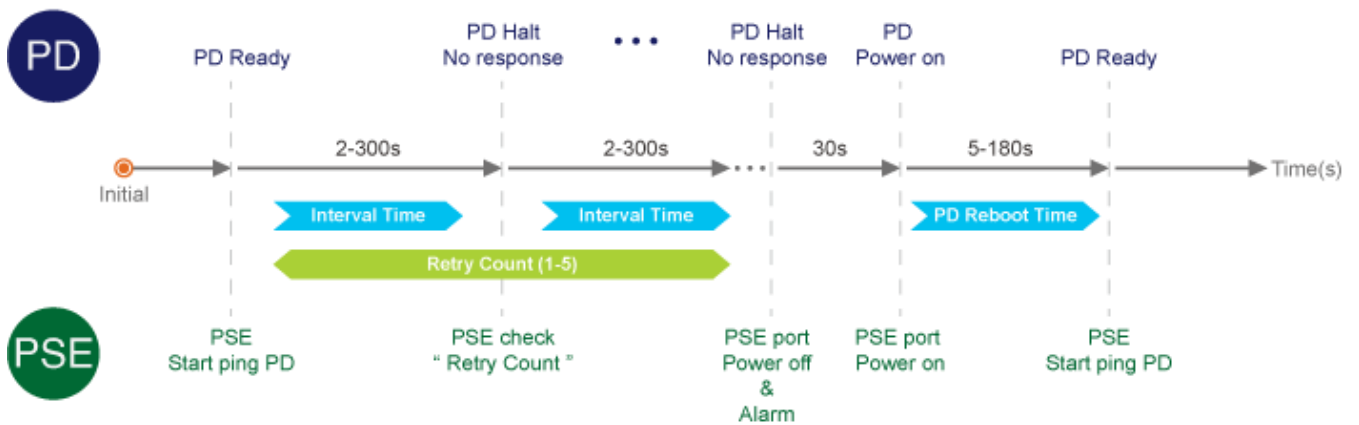 PD
PD Ready
PD Halt
No response
• • •
PD Halt
No response
PD
Power on
PD Ready
2-300s
2-300s
30s
5-180s
Time(s)
Initial
Interval Time
Interval Time
PD Reboot Time
Retry Count (1-5)
PSE
PSE
Start ping PD
PSE check
“ Retry Count ”
PSE port
Power off
&
Alarm
PSE port
Power on
PSE
Start ping PD